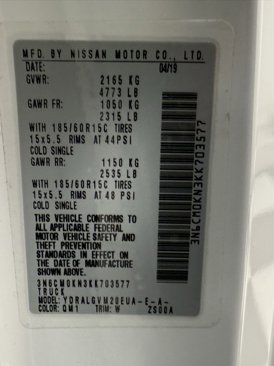 MFD. BY NISSAN MOTOR CO., LTD.
DATE: 04/19
GVWR: 2165 KG
4773 LB
GAWR FR: 1050 KG
2315 LB
WITH 185/60R15C TIRES
15x5.5 RIMS AT 44PSI
COLD SINGLE
GAWR RR: 1150 KG
2535 LB
WITH 185/60R15C TIRES
15x5.5 RIMS AT 48 PSI
COLD SINGLE
THIS VEHICLE CONFORMS TO
ALL APPLICABLE FEDERAL
MOTOR VEHICLE SAFETY AND
THEFT PREVENTION
STANDARDS IN EFFECT ON
THE DATE OF MANUFACTURE
SHOWN ABOVE.
3N6CM0KN3KK703577
TRUCK
MODEL: YDRALGVM20EUA-E-A-
COLOR: QM1 TRIM: W ZS00A
3N6CM0KN3KK703577